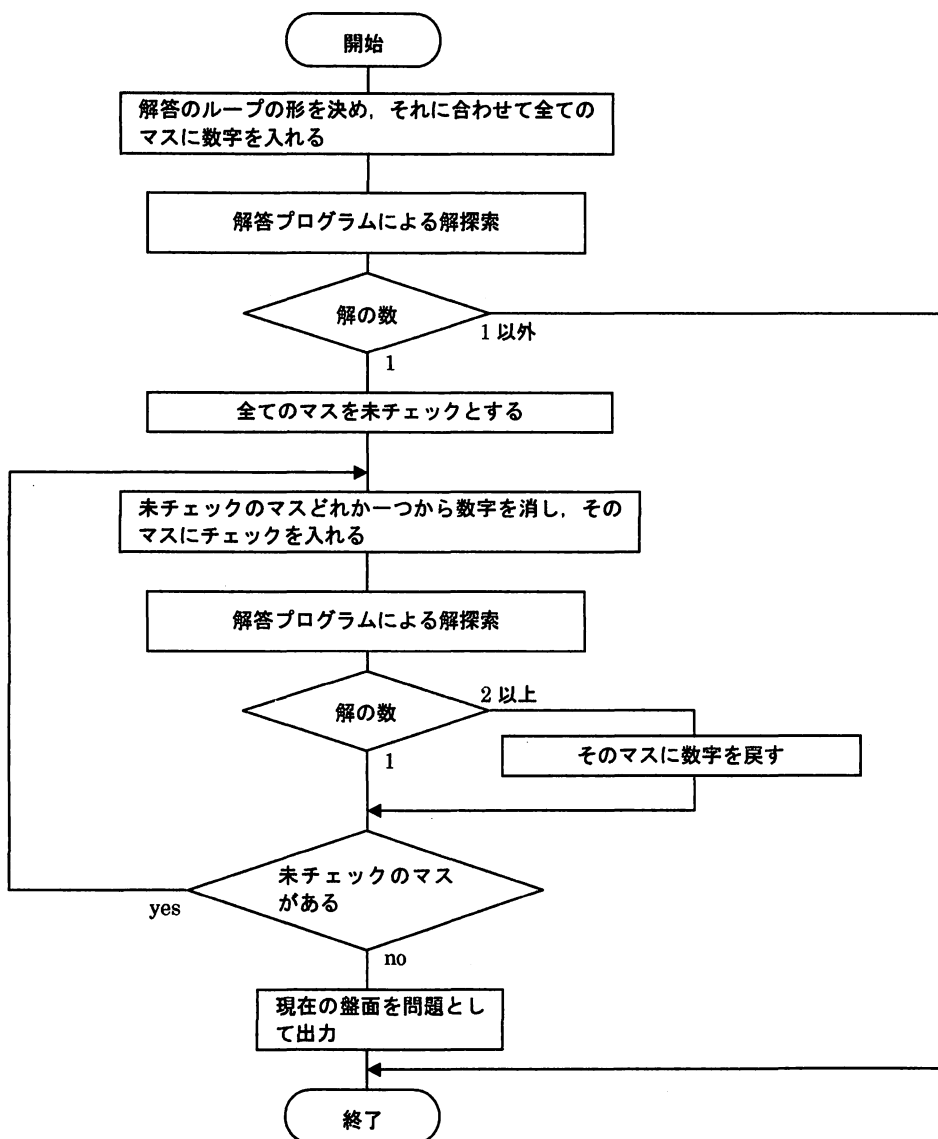 開始
解答のループの形を決め，それに合わせて全ての
マスに数字を入れる
解答プログラムによる解探索
解の数
1 以外
1
全てのマスを未チェックとする
未チェックのマスどれか一つから数字を消し，その
マスにチェックを入れる
解答プログラムによる解探索
解の数
2 以上
1
そのマスに数字を戻す
未チェックのマス
がある
yes
no
現在の盤面を問題とし
て出力
終了